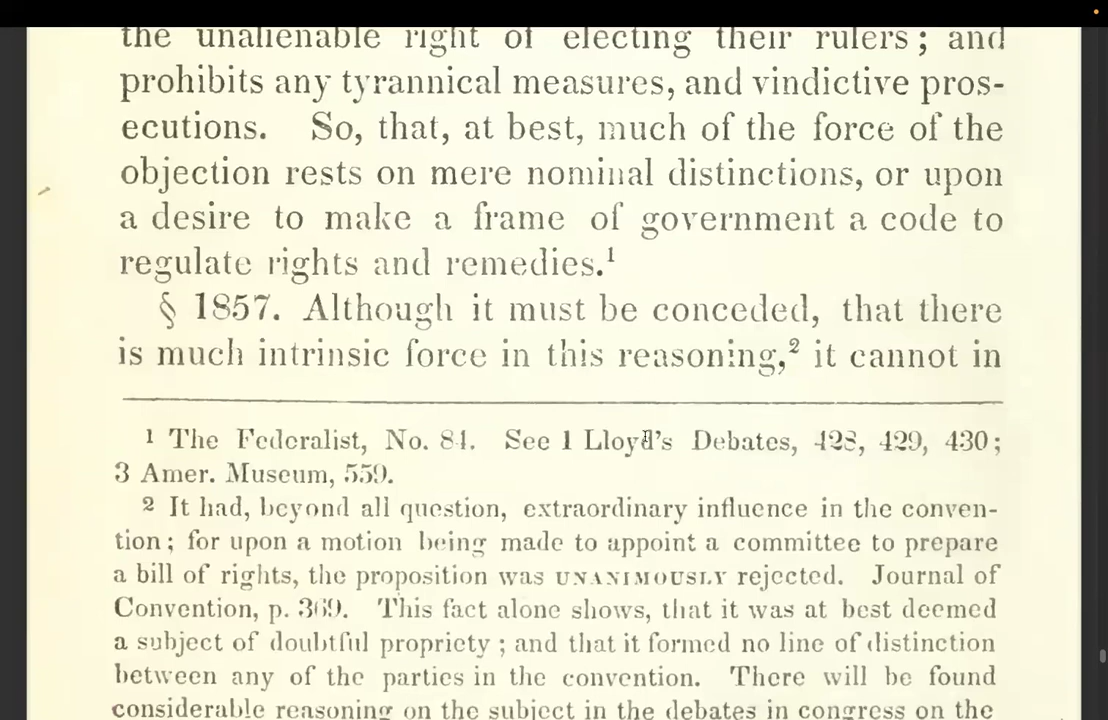 the unalienable right of electing their rulers; and
prohibits any tyrannical measures, and vindictive pros-
ecutions. So, that, at best, much of the force of the
objection rests on mere nominal distinctions, or upon
a desire to make a frame of government a code to
regulate rights and remedies.¹
§ 1857. Although it must be conceded, that there
is much intrinsic force in this reasoning,² it cannot in
1 The Federalist, No. 84. See 1 Lloyd's Debates, 428, 429, 430;
3 Amer. Museum, 559.
2 It had, beyond all question, extraordinary influence in the conven-
tion; for upon a motion being made to appoint a committee to prepare
a bill of rights, the proposition was UNANIMOUSLY rejected. Journal of
Convention, p. 369. This fact alone shows, that it was at best deemed
a subject of doubtful propriety; and that it formed no line of distinction
between any of the parties in the convention. There will be found
considerable reasoning on the subject in the debates in congress on the